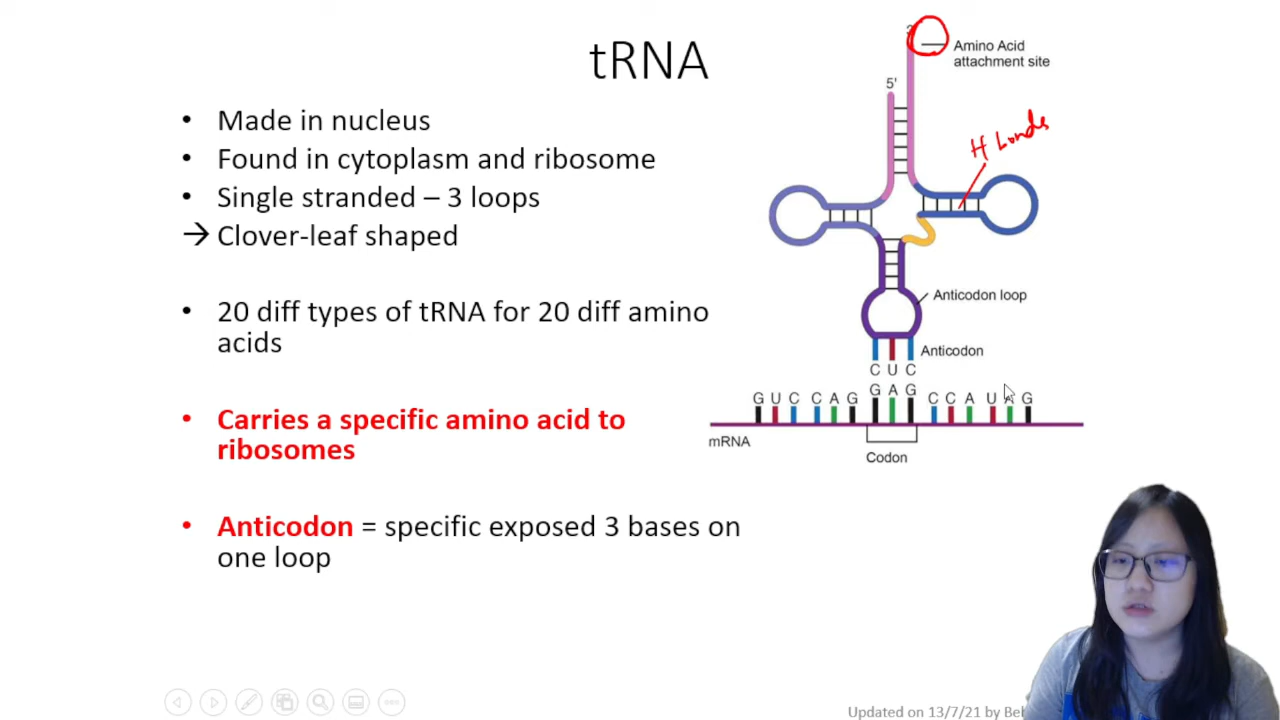 tRNA
• Made in nucleus
• Found in cytoplasm and ribosome
• Single stranded – 3 loops
→ Clover-leaf shaped
• 20 diff types of tRNA for 20 diff amino
acids
• Carries a specific amino acid to
ribosomes
• Anticodon = specific exposed 3 bases on
one loop
Amino Acid
attachment site
5'
H bonds
Anticodon loop
Anticodon
C U C
G U C C A G G A G C C A U G
mRNA
Codon
Updated on 13/7/21 by